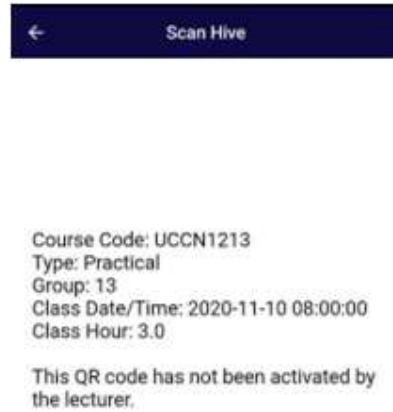 Scan Hive
Course Code: UCCN1213
Type: Practical
Group: 13
Class Date/Time: 2020-11-10 08:00:00
Class Hour: 3.0
This QR code has not been activated by
the lecturer.